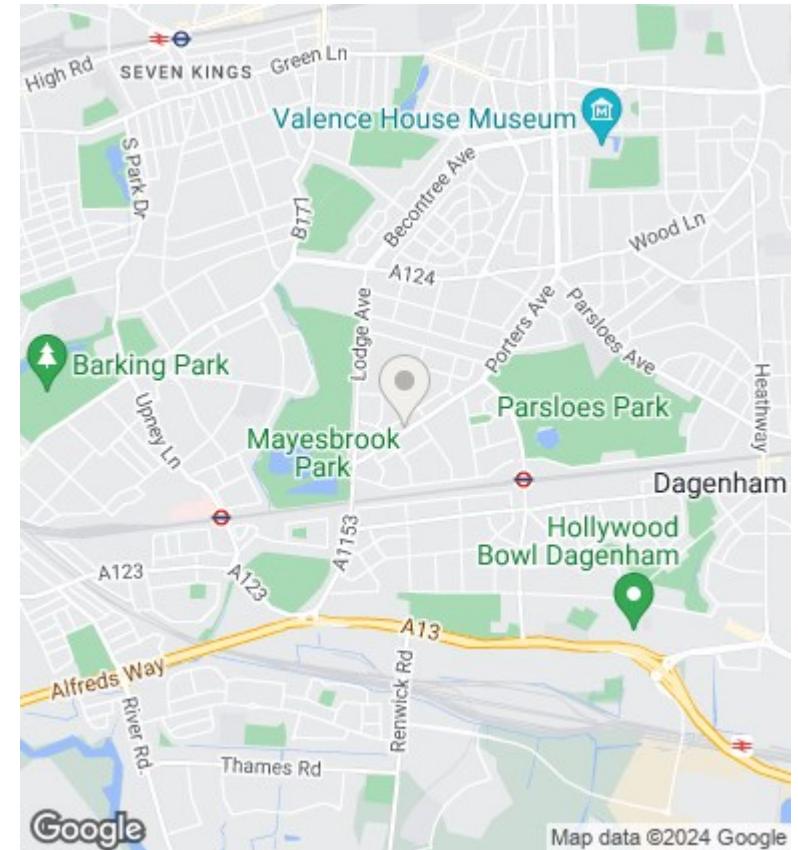 High Rd
SEVEN KINGS
Green Ln
Valence House Museum
M
S Park Dr
B171
Becontree Ave
Wood Ln
A124
Lodge Ave
Porters Ave
Parsloes Ave
Barking Park
Heathway
Upney Ln
Parsloes Park
Mayesbrook
Park
Dagenham
Hollywood
Bowl Dagenham
A1153
A123
A123
A13
Alfreds Way
Renwick Rd
River Rd
Thames Rd
Google
Map data ©2024 Google